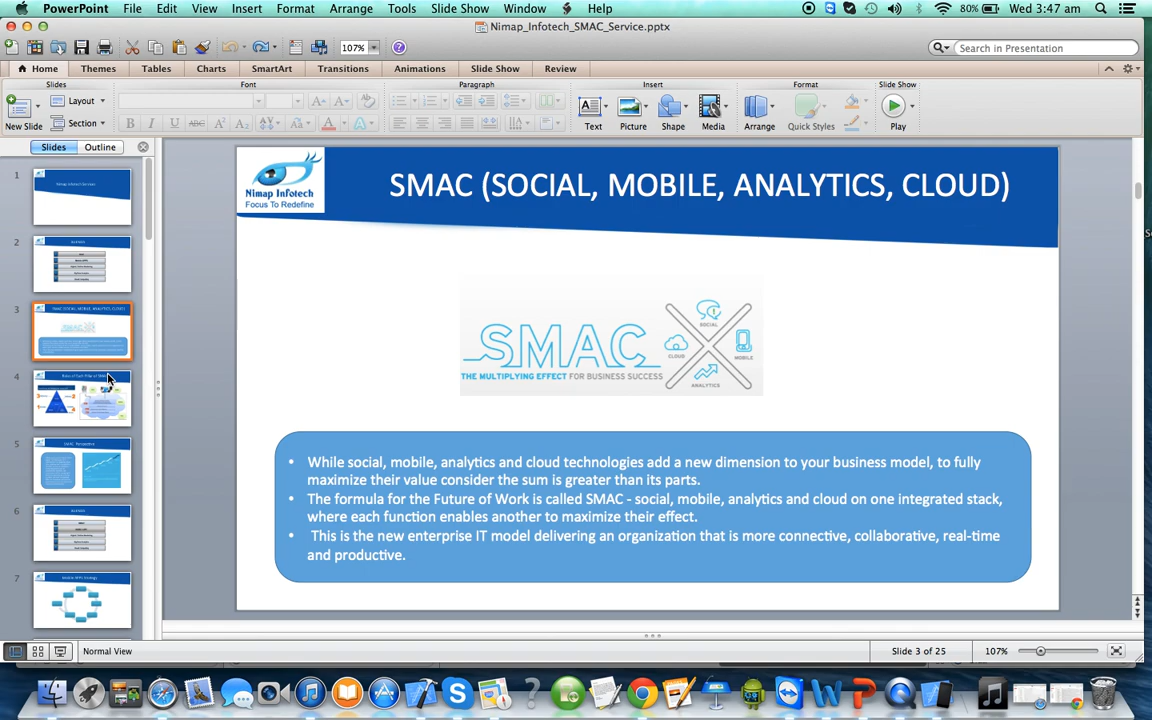 PowerPoint File Edit View Insert Format Arrange Tools Slide Show Window Help 80% Wed 3:47 am
Nimap_Infotech_SMAC_Service.pptx
107% Search in Presentation
Home Themes Tables Charts SmartArt Transitions Animations Slide Show Review
Slides Font Paragraph Insert Format Slide Show
New Slide Layout Section Text Picture Shape Media Arrange Quick Styles Play
Slides Outline
1
2
3
4
5
6
7
Nimap Infotech
Focus To Redefine
SMAC (SOCIAL, MOBILE, ANALYTICS, CLOUD)
SMAC
THE MULTIPLYING EFFECT FOR BUSINESS SUCCESS
SOCIAL
CLOUD
MOBILE
ANALYTICS
• While social, mobile, analytics and cloud technologies add a new dimension to your business model, to fully
maximize their value consider the sum is greater than its parts.
• The formula for the Future of Work is called SMAC - social, mobile, analytics and cloud on one integrated stack,
where each function enables another to maximize their effect.
• This is the new enterprise IT model delivering an organization that is more connective, collaborative, real-time
and productive.
Normal View Slide 3 of 25 107%